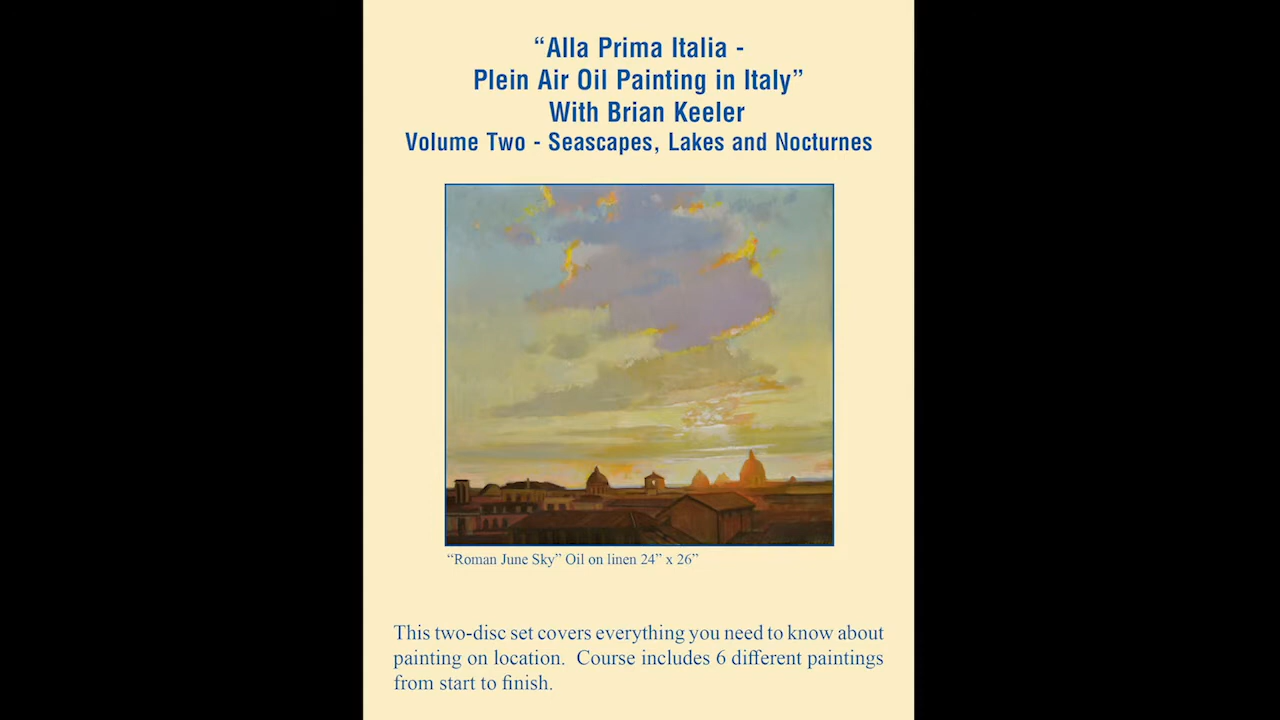 “Alla Prima Italia -
Plein Air Oil Painting in Italy”
With Brian Keeler
Volume Two - Seascapes, Lakes and Nocturnes
“Roman June Sky” Oil on linen 24” x 26”
This two-disc set covers everything you need to know about
painting on location.  Course includes 6 different paintings
from start to finish.